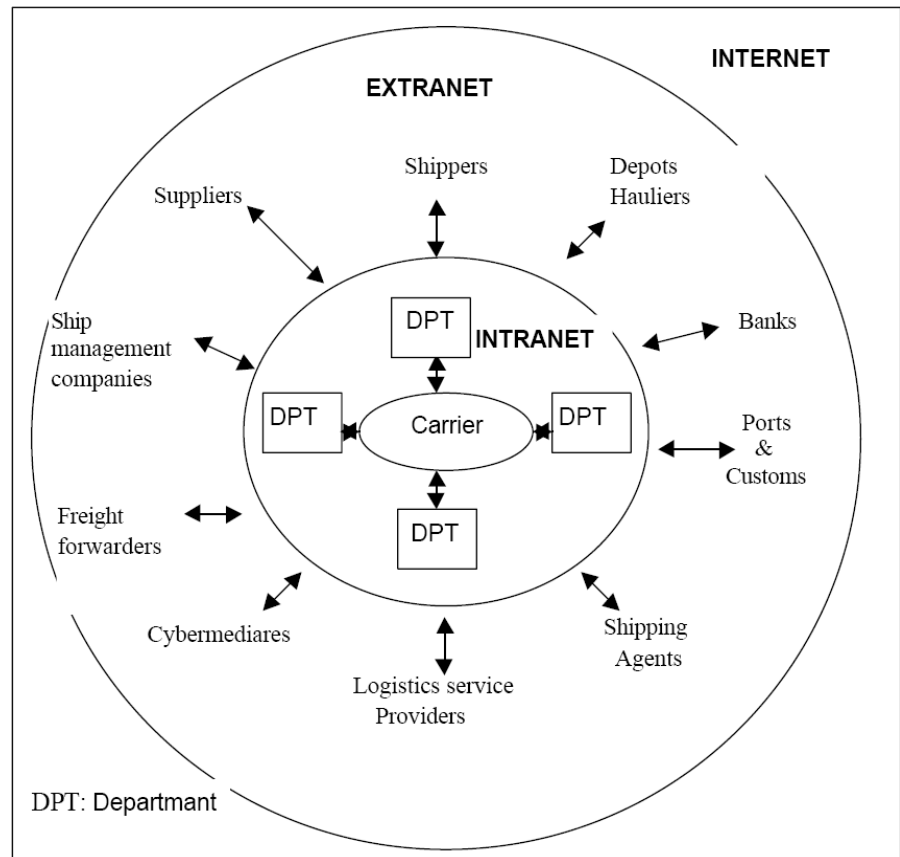 INTERNET
EXTRANET
Shippers
Depots
Hauliers
Suppliers
DPT
INTRANET
Ship
management
companies
Banks
DPT
Carrier
DPT
Ports
&
Customs
Freight
forwarders
DPT
Cybermediares
Shipping
Agents
Logistics service
Providers
DPT: Departmant